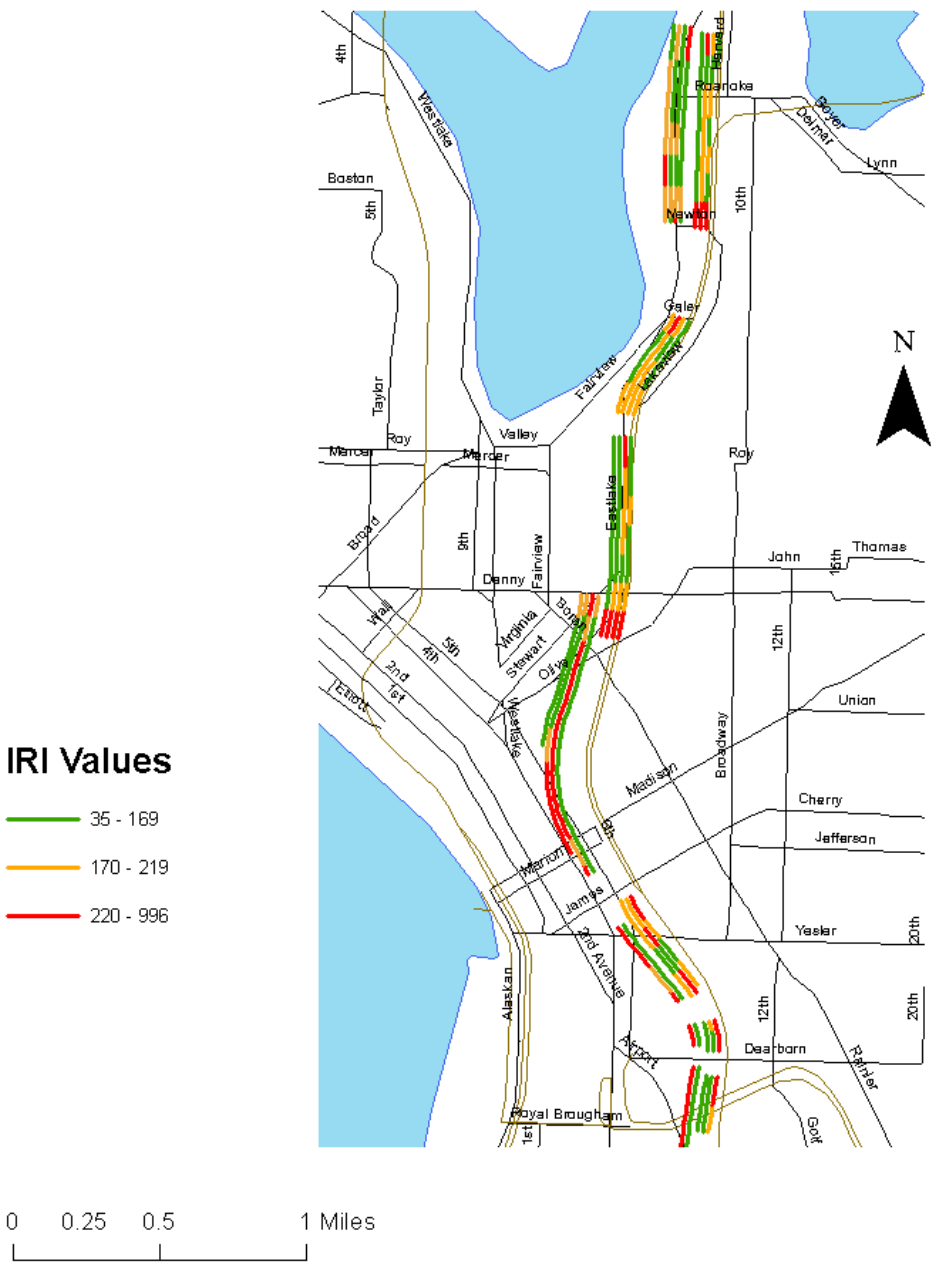 4th
Harvard
Westlake
Roanoke
Boyer
Delmar
Lynn
Boston
5th
10th
Newton
Galer
N
Fairview
Lakeview
Taylor
Valley
Roy
Mercer
Mercer
Roy
Broad
9th
Fairview
Eastlake
John
15th
Thomas
Denny
Wall
Virginia
Boren
Stewart
5th
4th
Olive
12th
2nd
1st
Elliott
Westlake
Union
Broadway
IRI Values
Madison
35 - 169
Cherry
6th
Jefferson
Marion
170 - 219
James
220 - 996
Yesler
20th
2nd Avenue
Alaskan
12th
20th
Airport
Dearborn
Rainier
Royal Brougham
1st
Golf
0 0.25 0.5 1 Miles